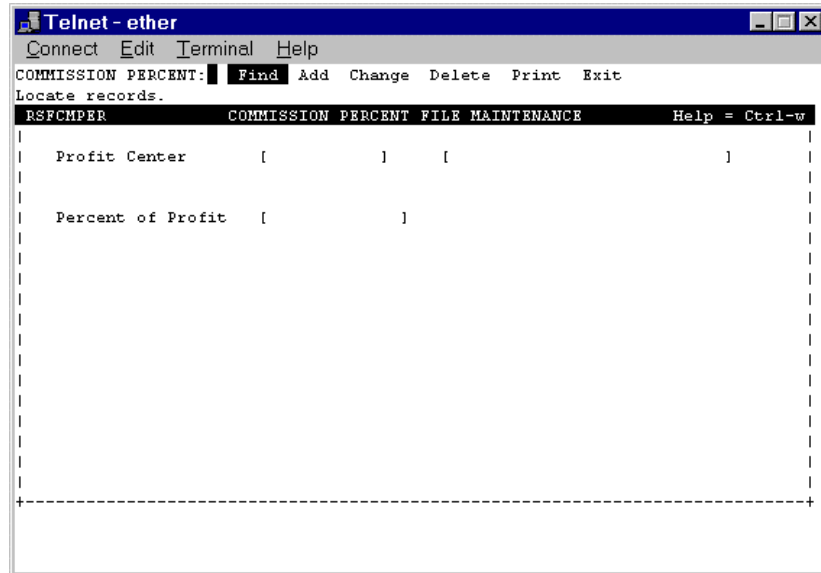 Telnet - ether
Connect Edit Terminal Help
COMMISSION PERCENT: Find Add Change Delete Print Exit
Locate records.
RSFCMPER COMMISSION PERCENT FILE MAINTENANCE Help = Ctrl-w
Profit Center [ ] [ ]
Percent of Profit [ ]